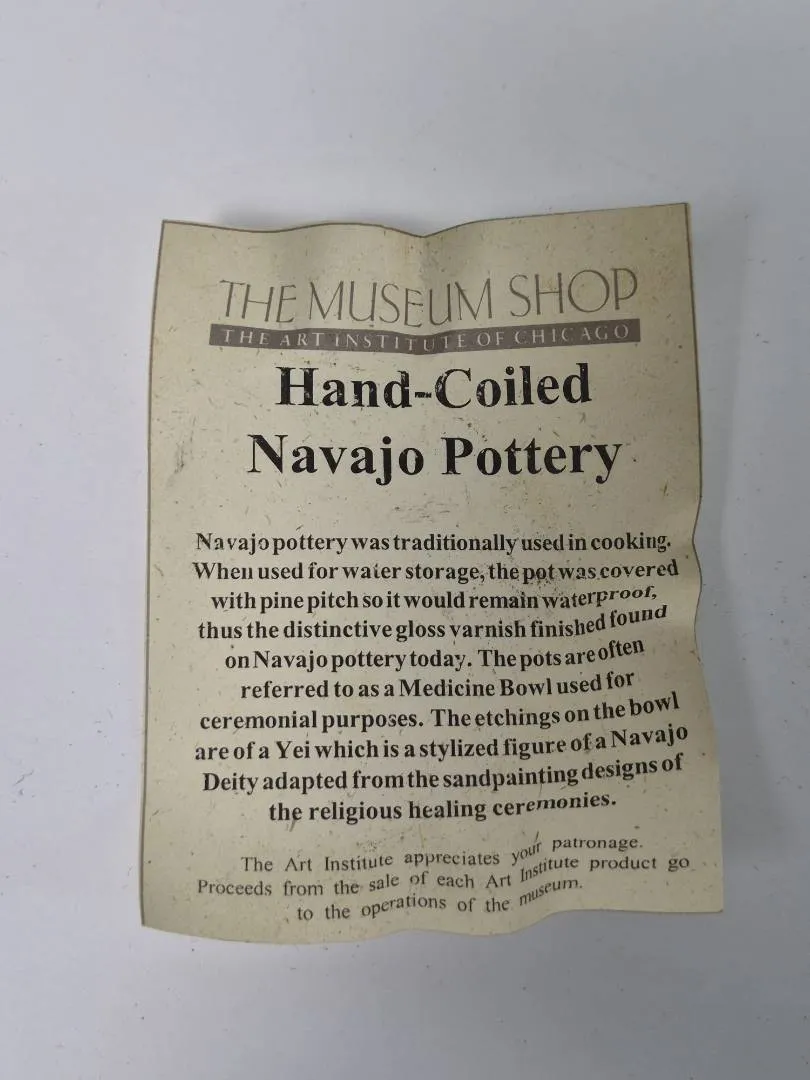 THE MUSEUM SHOP
THE ART INSTITUTE OF CHICAGO
Hand-Coiled
Navajo Pottery
Navajo pottery was traditionally used in cooking.
When used for water storage, the pot was covered
with pine pitch so it would remain waterproof,
thus the distinctive gloss varnish finished found
on Navajo pottery today. The pots are often
referred to as a Medicine Bowl used for
ceremonial purposes. The etchings on the bowl
are of a Yei which is a stylized figure of a Navajo
Deity adapted from the sandpainting designs of
the religious healing ceremonies.
The Art Institute appreciates your patronage.
Proceeds from the sale of each Art Institute product go
to the operations of the museum.